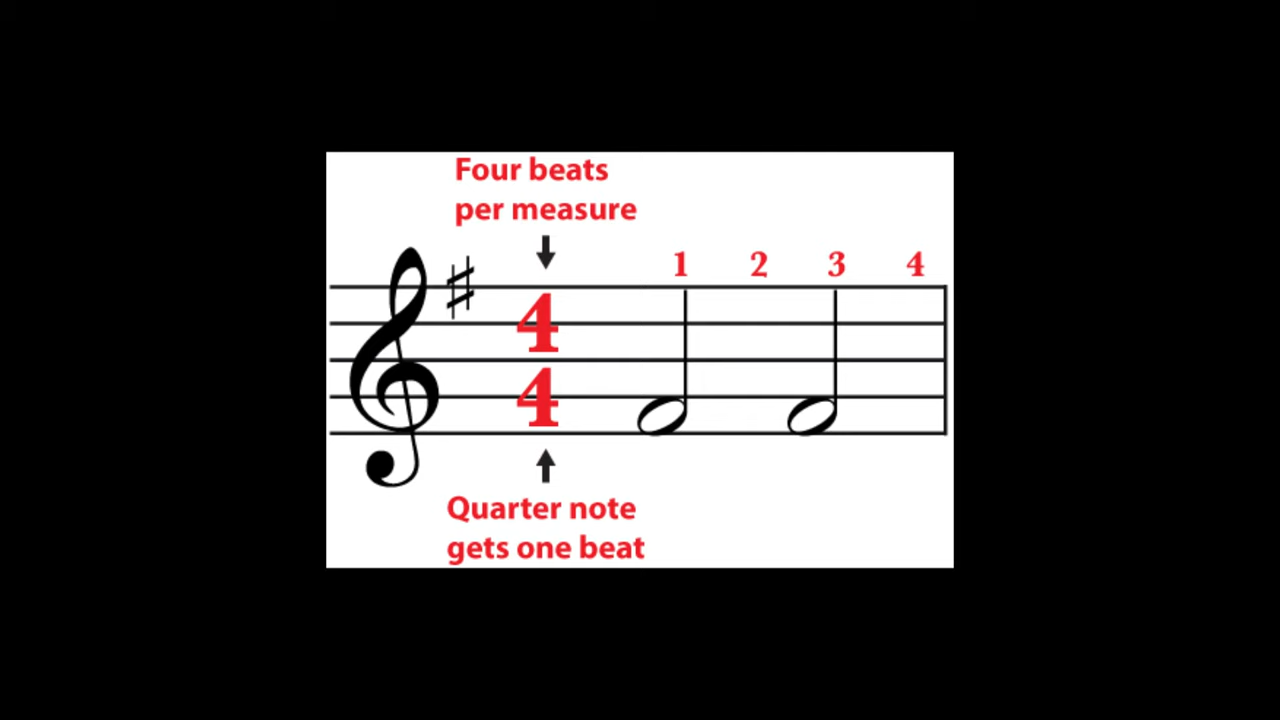 Four beats
per measure
1 2 3 4
4
4
Quarter note
gets one beat